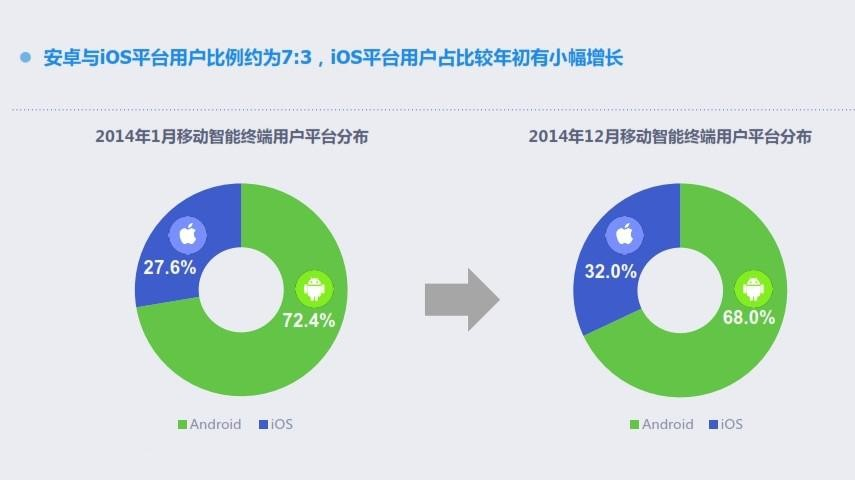 安卓与iOS平台用户比例约为7:3，iOS平台用户占比较年初有小幅增长
2014年1月移动智能终端用户平台分布
2014年12月移动智能终端用户平台分布
27.6%
72.4%
32.0%
68.0%
Android iOS
Android iOS